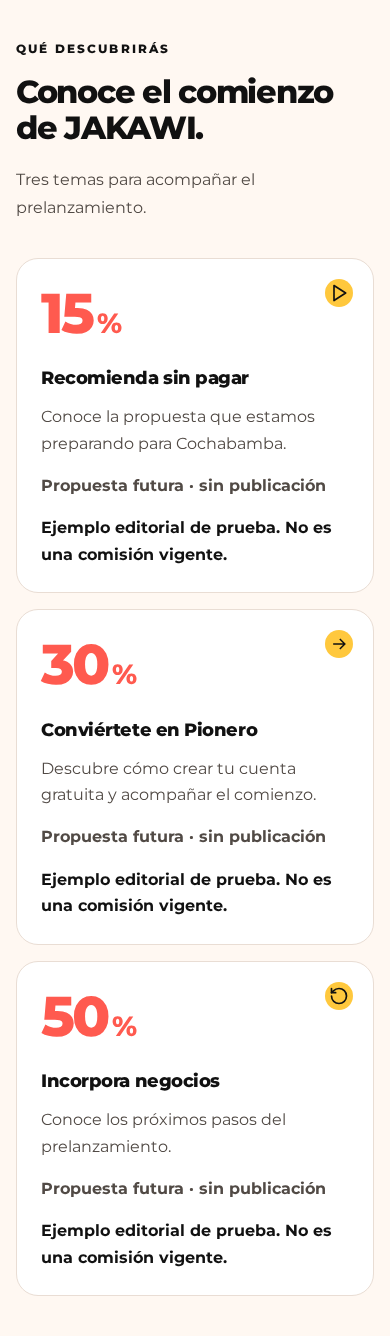 QUÉ DESCUBRIRÁS
Conoce el comienzo
de JAKAWI.
Tres temas para acompañar el
prelanzamiento.
15%
Recomienda sin pagar
Conoce la propuesta que estamos
preparando para Cochabamba.
Propuesta futura · sin publicación
Ejemplo editorial de prueba. No es
una comisión vigente.
30%
Conviértete en Pionero
Descubre cómo crear tu cuenta
gratuita y acompañar el comienzo.
Propuesta futura · sin publicación
Ejemplo editorial de prueba. No es
una comisión vigente.
50%
Incorpora negocios
Conoce los próximos pasos del
prelanzamiento.
Propuesta futura · sin publicación
Ejemplo editorial de prueba. No es
una comisión vigente.